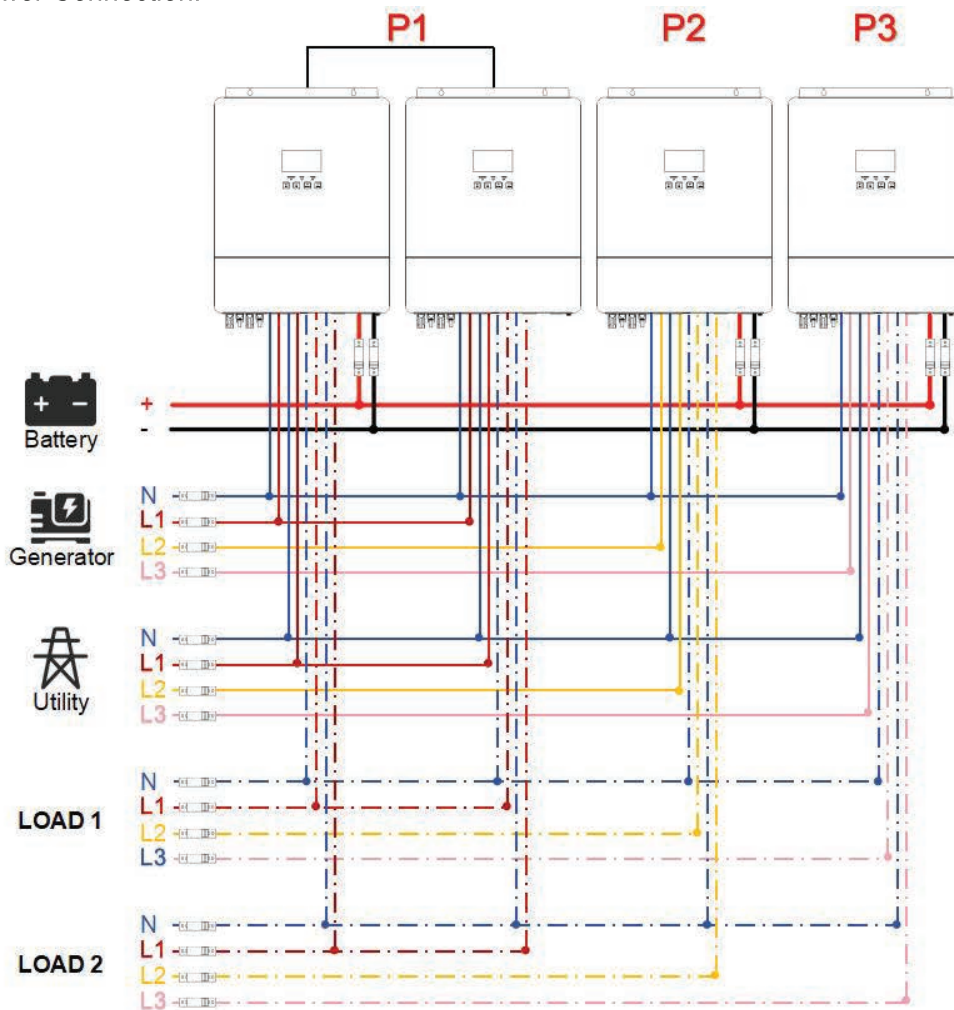 P1 P2 P3
+
-
Battery
N
L1
L2
L3
Generator
N
L1
L2
L3
Utility
N
L1
L2
L3
LOAD 1
N
L1
L2
L3
LOAD 2